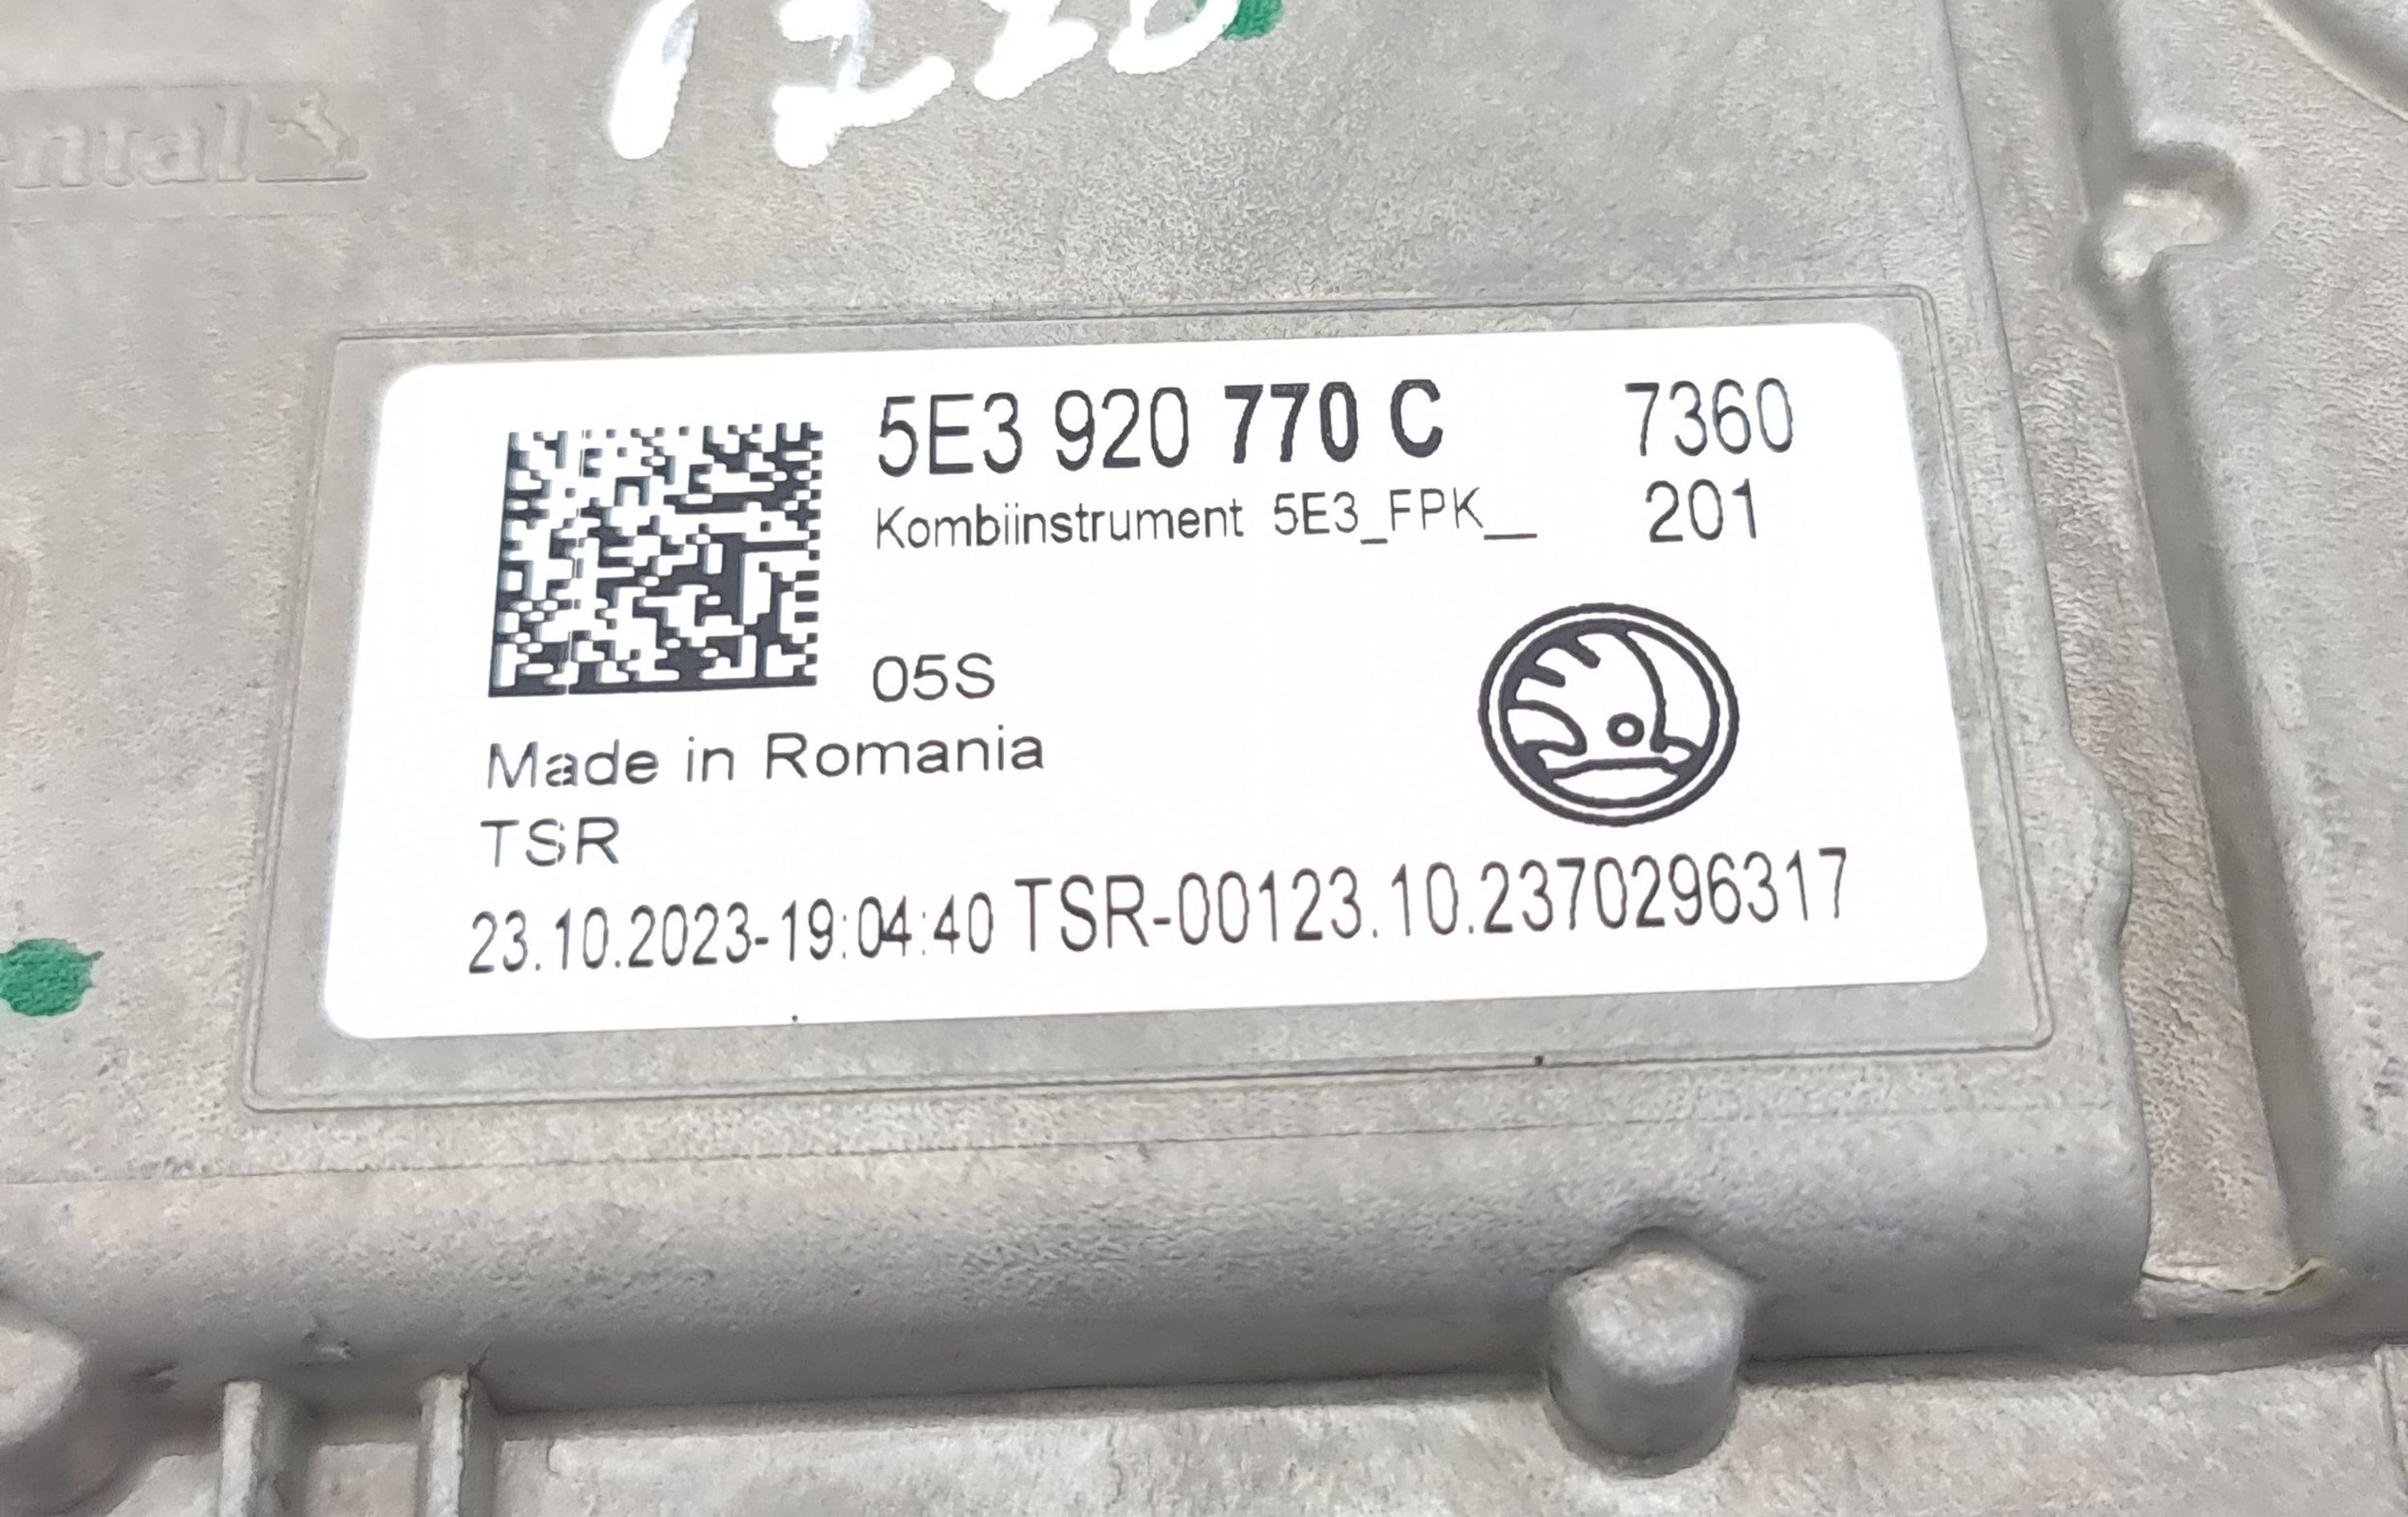 5E3 920 770 C 7360
Kombiinstrument 5E3_FPK__ 201
05S
Made in Romania
TSR
23.10.2023-19:04:40 TSR-00123.10.2370296317